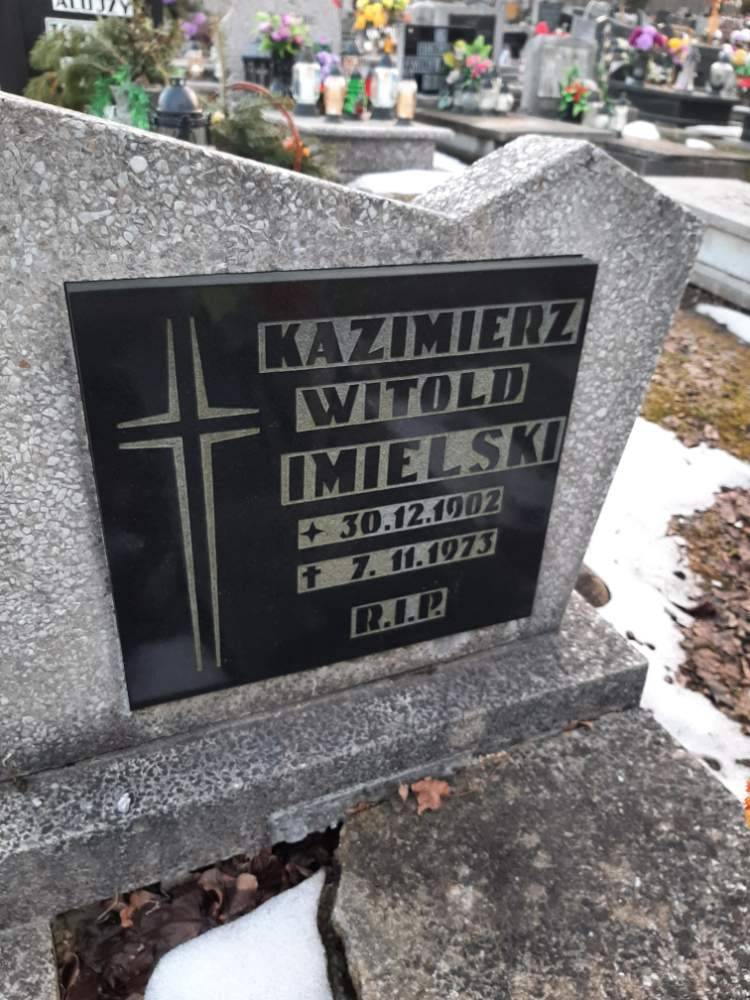 KAZIMIERZ
WITOLD
IMIELSKI
✦ 30.12.1902
✝ 7.11.1973
R.I.P.